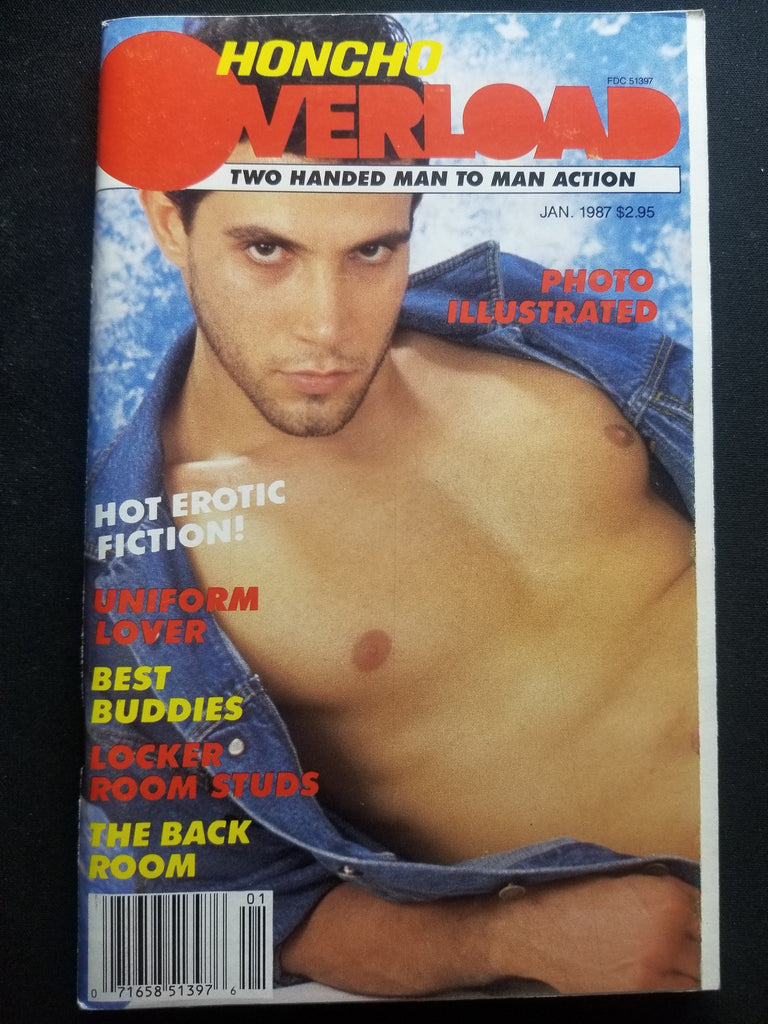 HONCHO
OVERLOAD
FDC 51397
TWO HANDED MAN TO MAN ACTION
JAN. 1987 $2.95
PHOTO
ILLUSTRATED
HOT EROTIC
FICTION!
UNIFORM
LOVER
BEST
BUDDIES
LOCKER
ROOM STUDS
THE BACK
ROOM
01
0 71658 51397 6